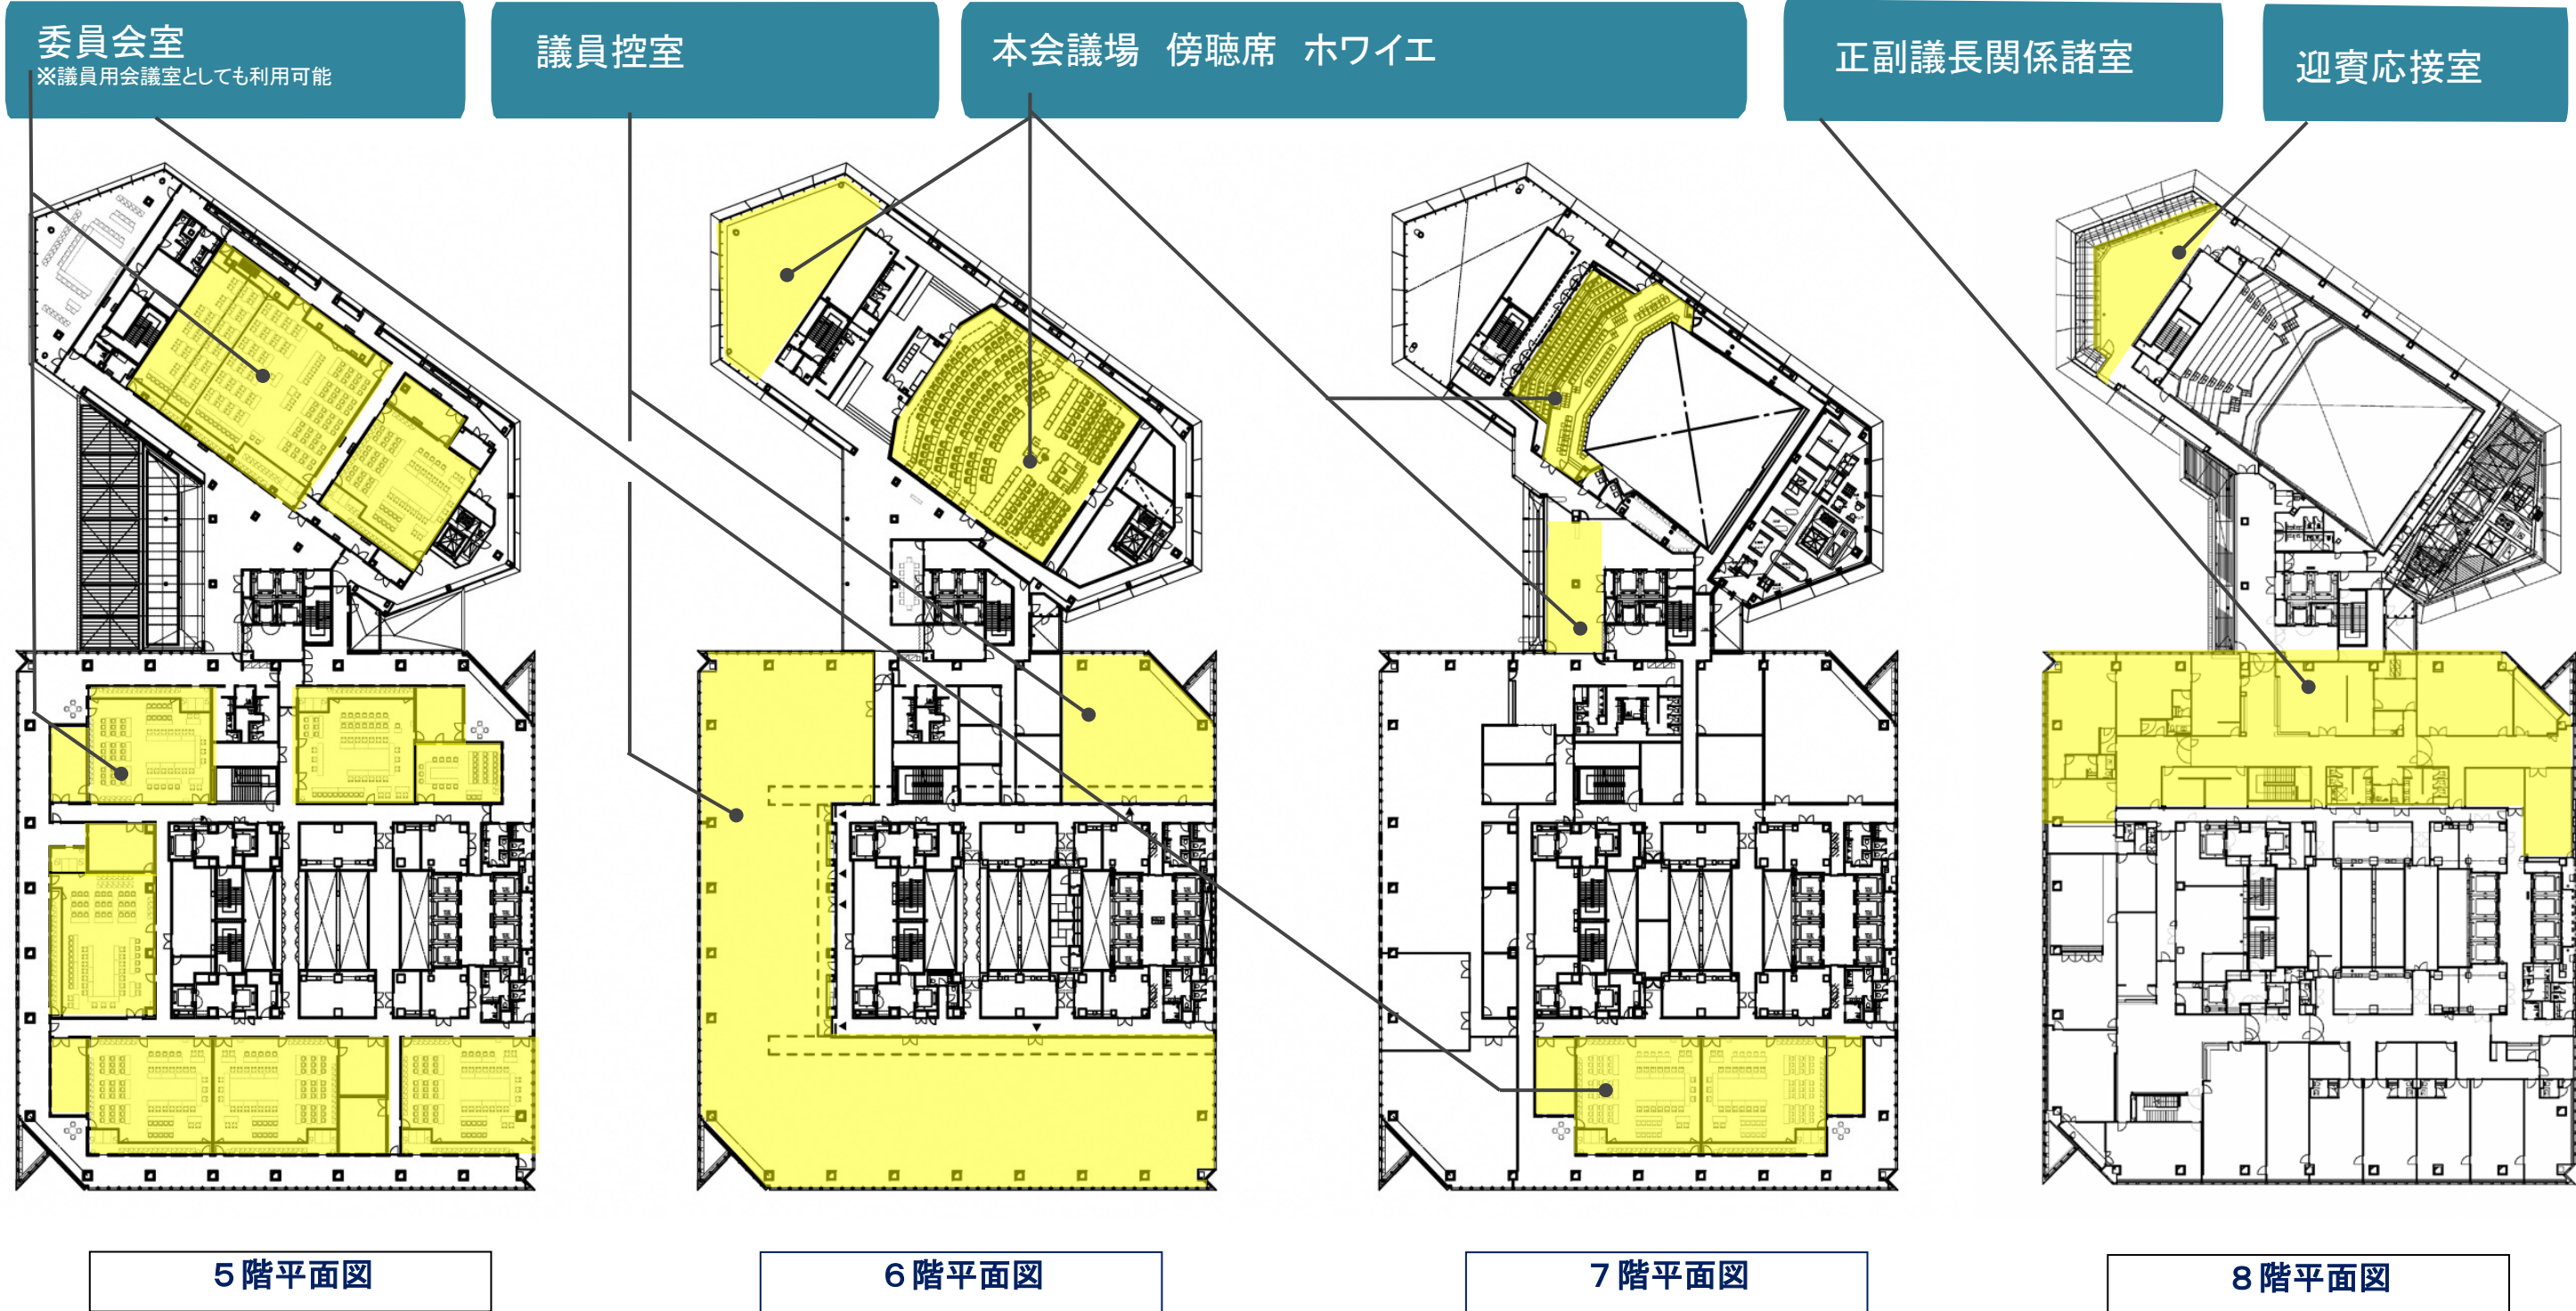 委員会室
※議員用会議室としても利用可能
議員控室
本会議場　傍聴席　ホワイエ
正副議長関係諸室
迎賓応接室
５階平面図
６階平面図
７階平面図
８階平面図